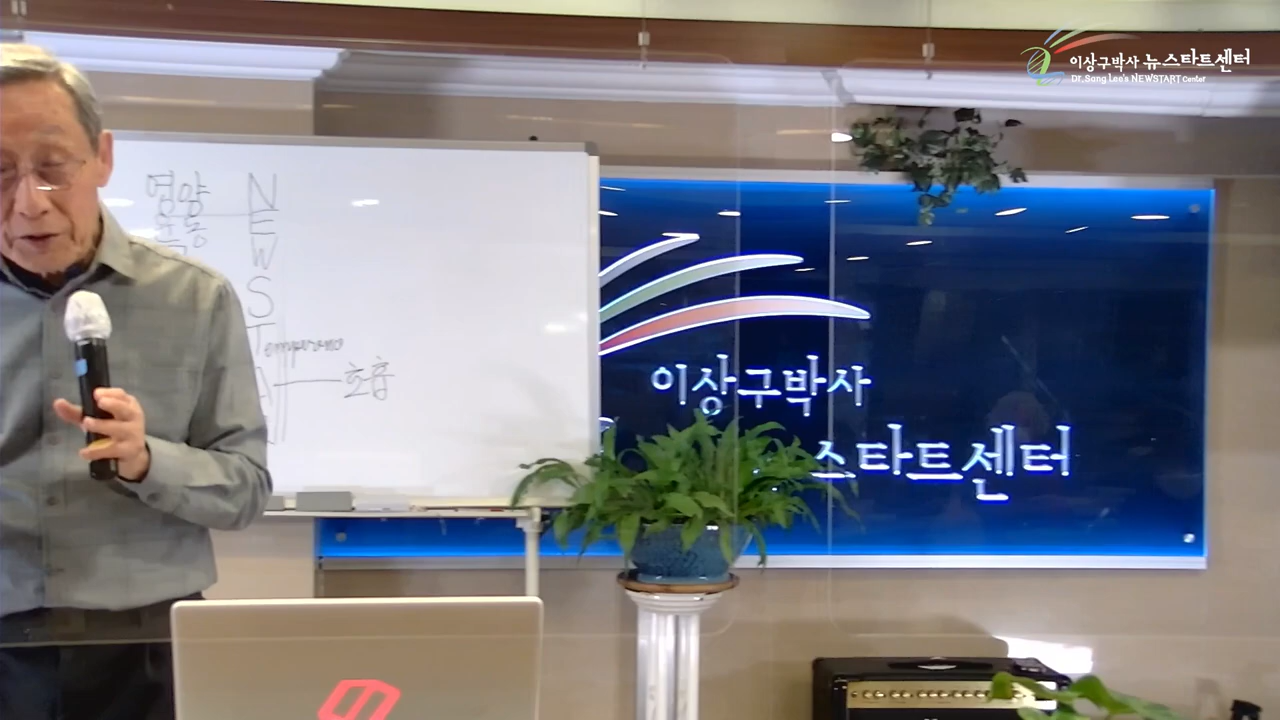 이상구박사 뉴스타트센터
Dr.Sang Lee's NEWSTART Center
영양 N
운동 E
W
S
Temperance
A 호흡
이상구박사
스타트센터